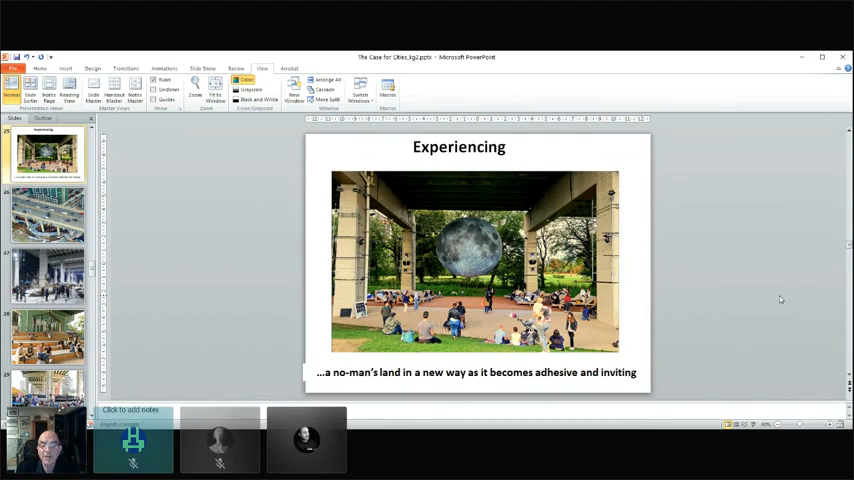 The Case for Cities_kg2.pptx - Microsoft PowerPoint
File Home Insert Design Transitions Animations Slide Show Review View Acrobat
Normal Slide Sorter Notes Page Reading View
Slide Master Handout Master Notes Master
Ruler
Gridlines
Guides
Zoom Fit to Window
Color
Grayscale
Black and White
New Window
Arrange All
Cascade
Move Split
Switch Windows
Macros
Presentation Views Master Views Show Zoom Color/Grayscale Window Macros
Slides Outline
25
26
27
28
29
Experiencing
...a no-man's land in a new way as it becomes adhesive and inviting
Click to add notes
English (Canada)
60%